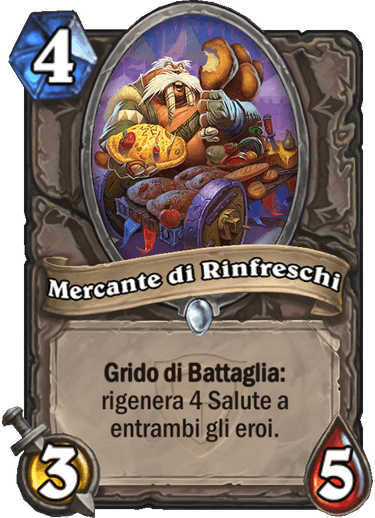 4
Mercante di Rinfreschi
Grido di Battaglia:
rigenera 4 Salute a
entrambi gli eroi.
3
5